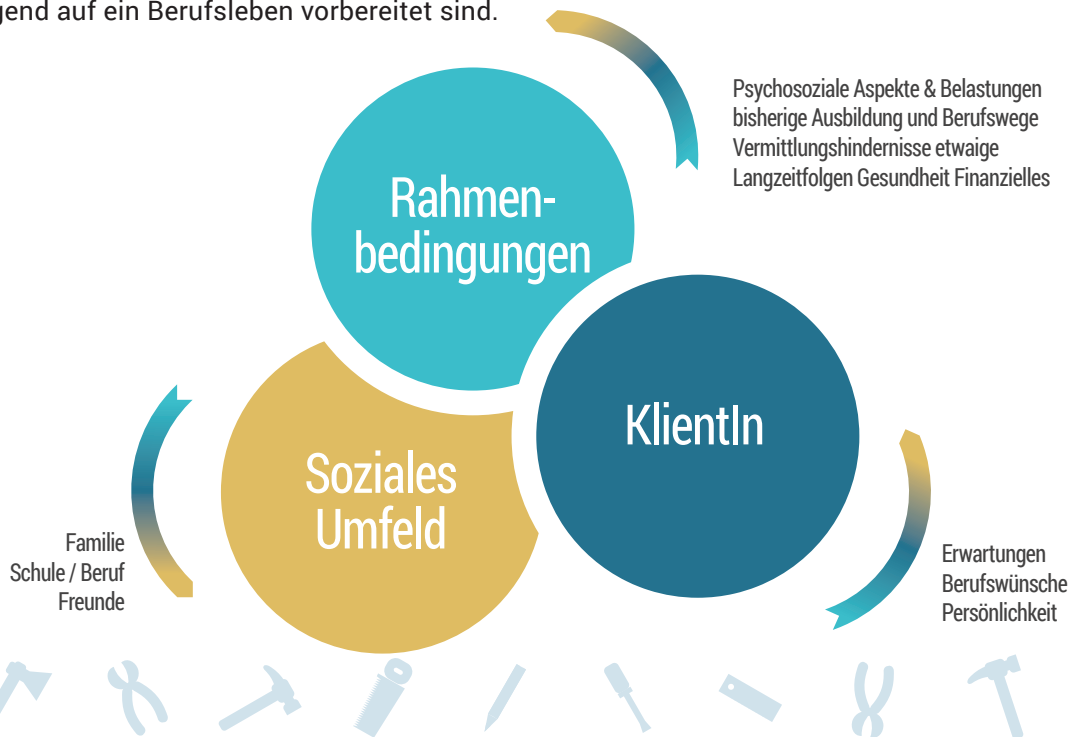 auf ein Berufsleben vorbereitet sind.
Psychosoziale Aspekte & Belastungen
bisherige Ausbildung und Berufswege
Vermittlungshindernisse etwaige
Langzeitfolgen Gesundheit Finanzielles
Rahmen-
bedingungen
KlientIn
Soziales
Umfeld
Familie
Schule / Beruf
Freunde
Erwartungen
Berufswünsche
Persönlichkeit